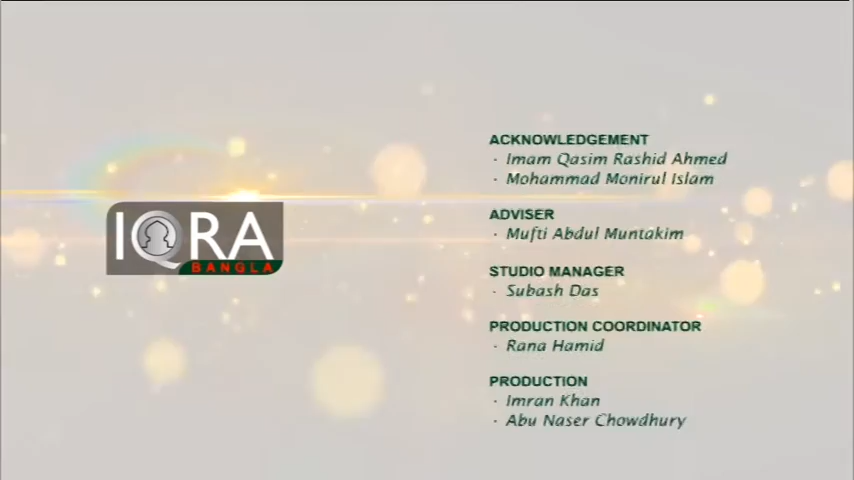 IQRA
BANGLA
ACKNOWLEDGEMENT
· Imam Qasim Rashid Ahmed
· Mohammad Monirul Islam
ADVISER
· Mufti Abdul Muntakim
STUDIO MANAGER
· Subash Das
PRODUCTION COORDINATOR
· Rana Hamid
PRODUCTION
· Imran Khan
· Abu Naser Chowdhury